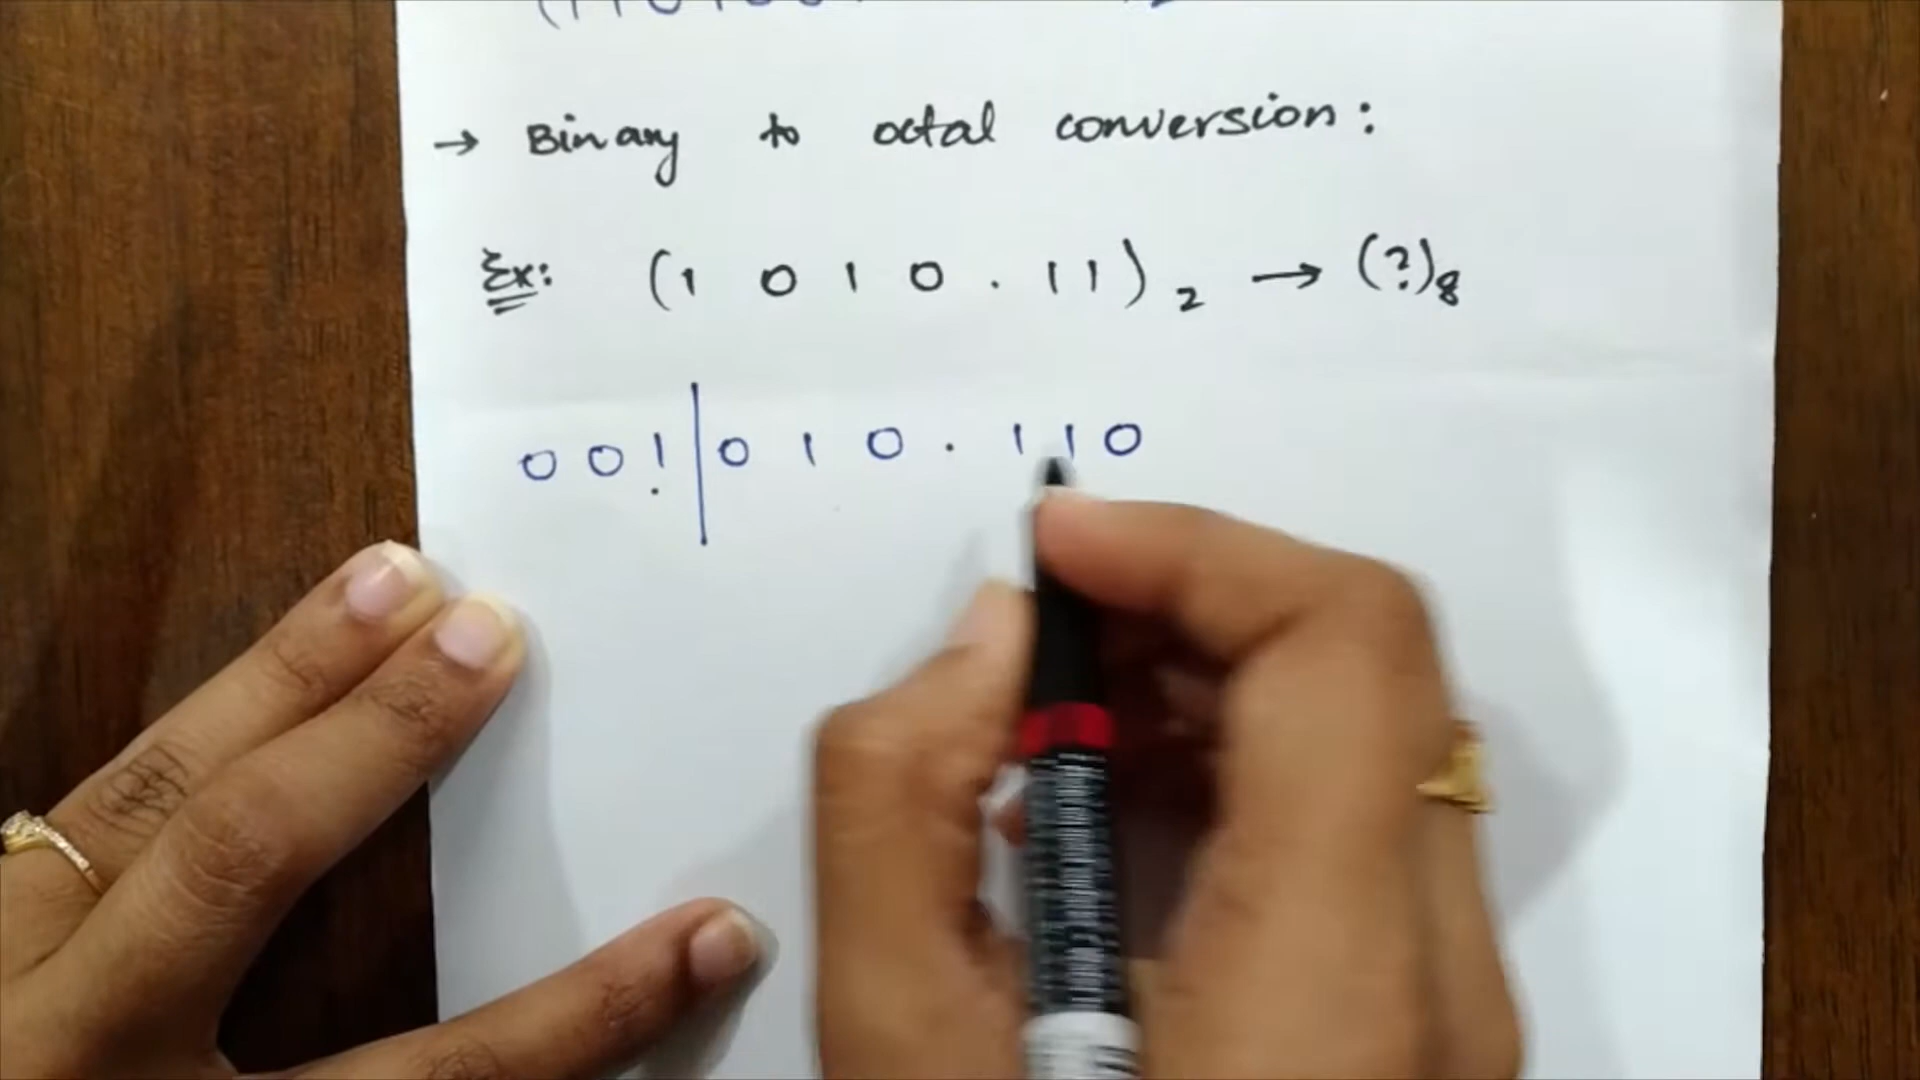 → Binary to octal conversion:
Ex: (1 0 1 0 . 1 1)2 → (?)8
0 0 1 | 0 1 0 . 1 1 0